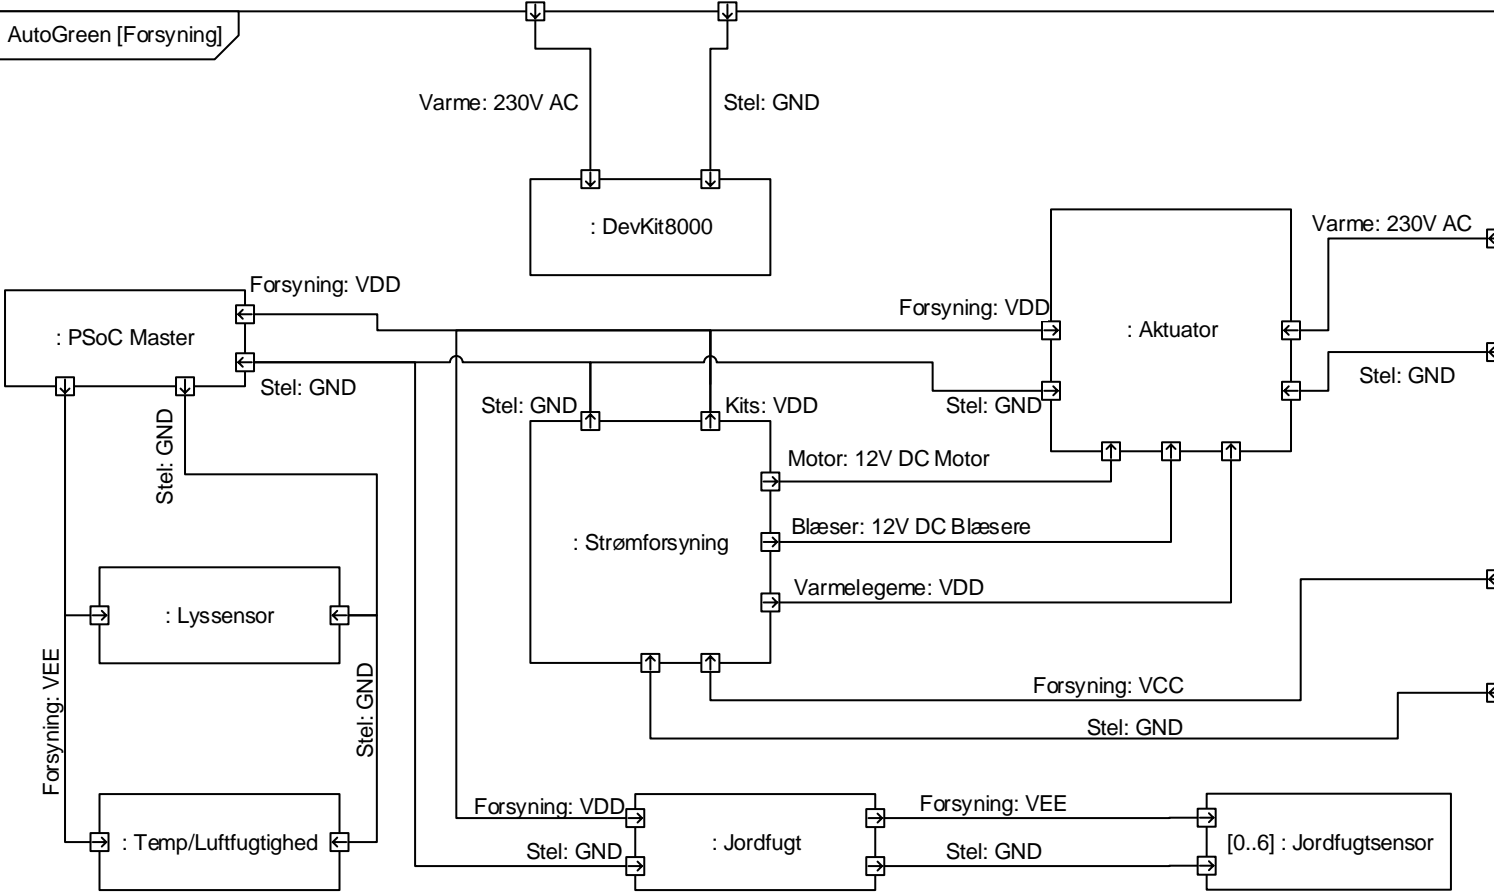 AutoGreen [Forsyning]
Varme: 230V AC
Stel: GND
: DevKit8000
Varme: 230V AC
Forsyning: VDD
Forsyning: VDD
: PSoC Master
: Aktuator
Stel: GND
Stel: GND
Stel: GND
Kits: VDD
Stel: GND
Stel: GND
Motor: 12V DC Motor
Blæser: 12V DC Blæsere
: Strømforsyning
Varmelegeme: VDD
: Lyssensor
Forsyning: VEE
Stel: GND
Forsyning: VCC
Stel: GND
Forsyning: VDD
Forsyning: VEE
: Temp/Luftfugtighed
: Jordfugt
[0..6] : Jordfugtsensor
Stel: GND
Stel: GND